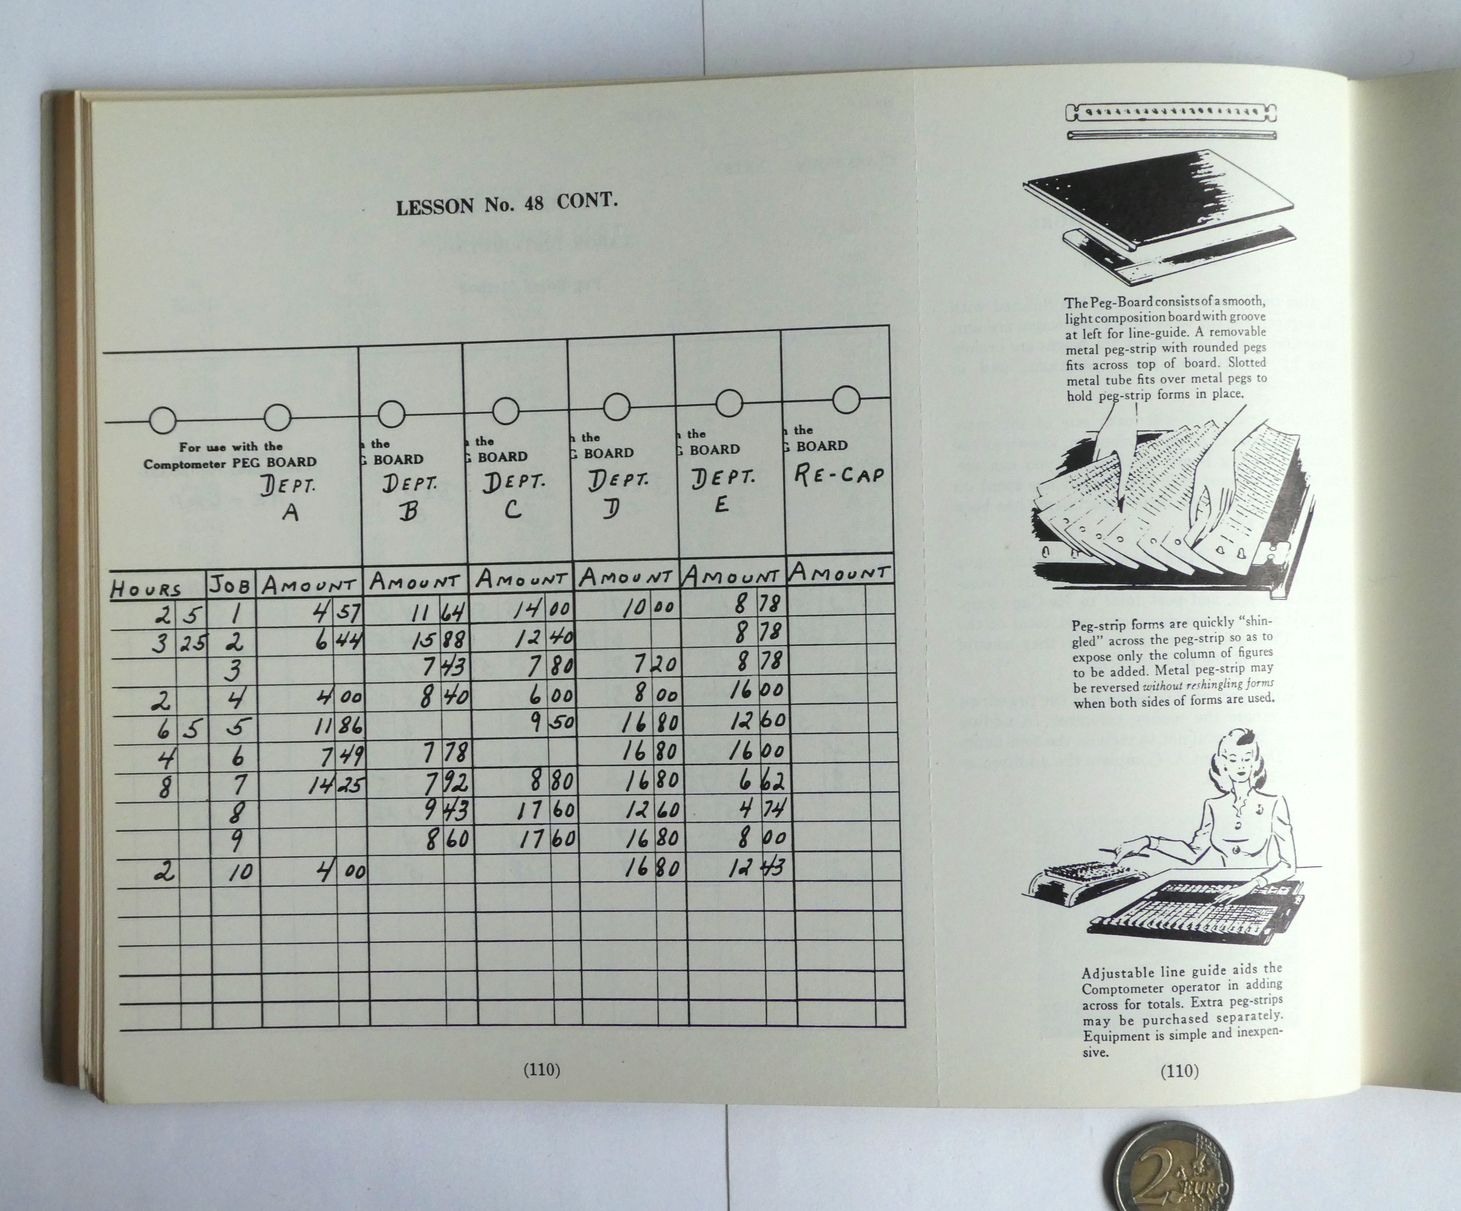 LESSON No. 48 CONT.
For use with the
Comptometer PEG BOARD
DEPT.
A
the
G BOARD
DEPT.
B
the
G BOARD
DEPT.
C
the
G BOARD
DEPT.
D
the
G BOARD
DEPT.
E
the
G BOARD
RE-CAP
HOURS JOB AMOUNT AMOUNT AMOUNT AMOUNT AMOUNT AMOUNT
2 5 1 4 57 11 64 14 00 10 00 8 78
3 25 2 6 44 15 88 12 40 8 78
3 7 43 7 80 7 20 8 78
2 4 4 00 8 40 6 00 8 00 16 00
6 5 5 11 86 9 50 16 80 12 60
4 6 7 49 7 78 16 80 16 00
8 7 14 25 7 92 8 80 16 80 6 62
8 9 43 17 60 12 60 4 74
9 8 60 17 60 16 80 8 00
2 10 4 00 16 80 12 43
(110)
The Peg-Board consists of a smooth,
light composition board with groove
at left for line-guide. A removable
metal peg-strip with rounded pegs
fits across top of board. Slotted
metal tube fits over metal pegs to
hold peg-strip forms in place.
Peg-strip forms are quickly “shin-
gled” across the peg-strip so as to
expose only the column of figures
to be added. Metal peg-strip may
be reversed without reshingling forms
when both sides of forms are used.
Adjustable line guide aids the
Comptometer operator in adding
across for totals. Extra peg-strips
may be purchased separately.
Equipment is simple and inexpen-
sive.
(110)
2 EURO